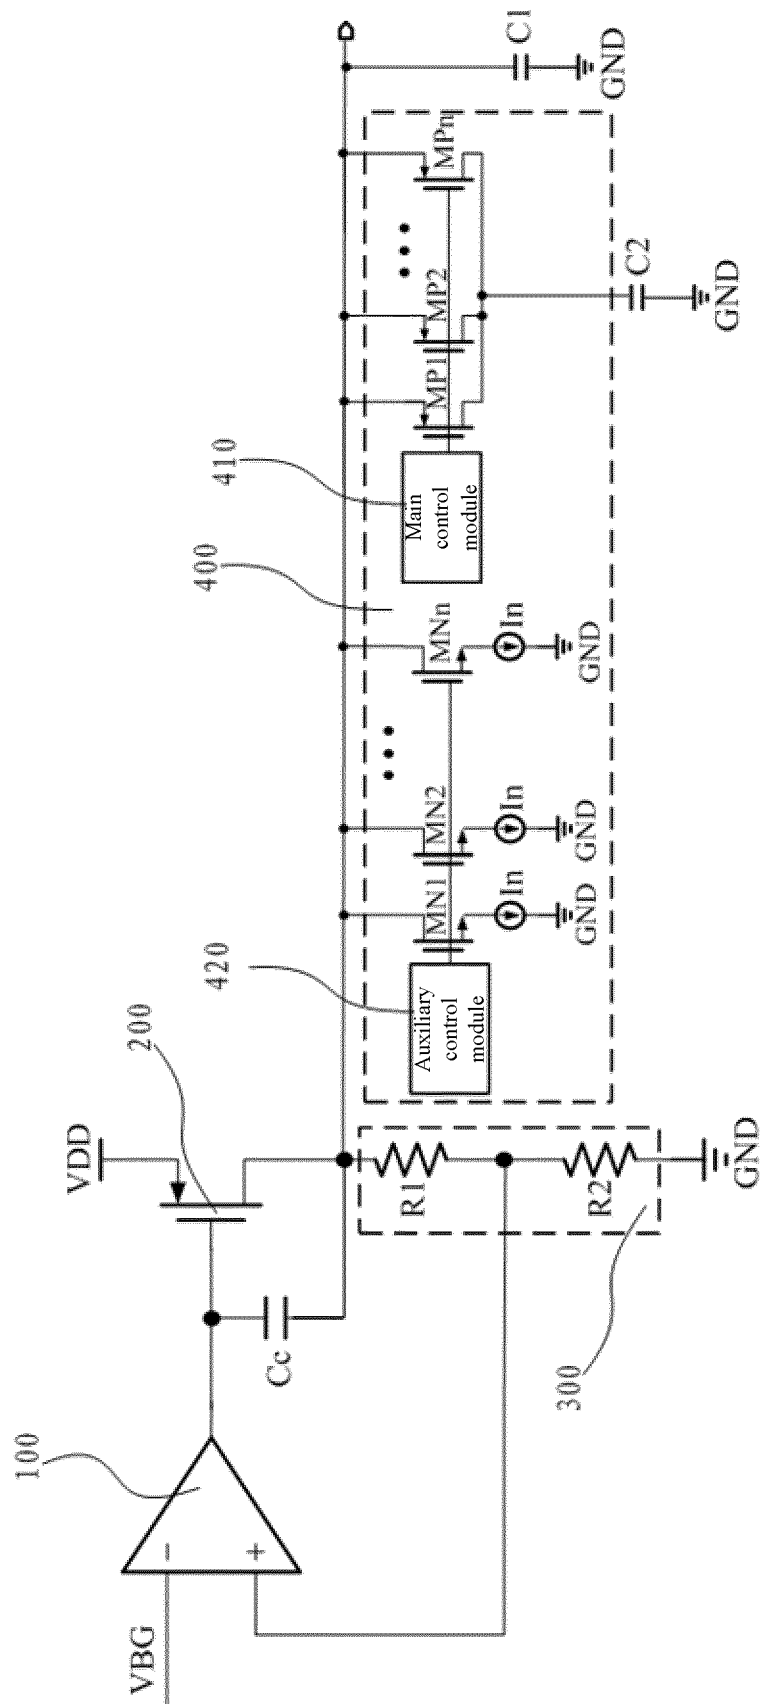 VBG
100
−
+
Cc
VDD
200
R1
R2
GND
300
420
Auxiliary
control
module
MN1
In
GND
MN2
In
GND
MNn
In
GND
400
410
Main
control
module
MP1
MP2
MPn
C2
GND
C1
GND